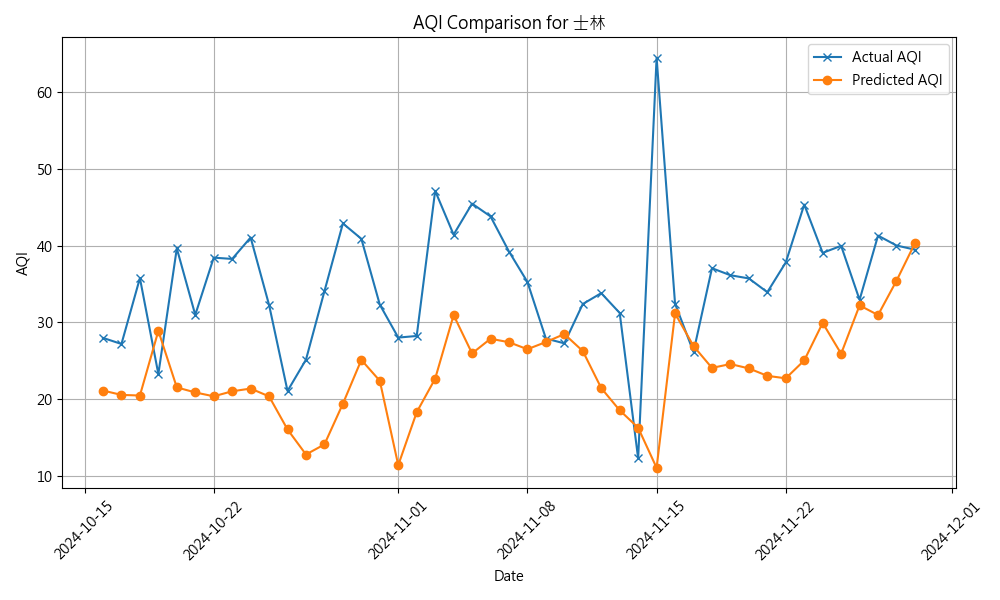 AQI Comparison for 士林
Actual AQI
Predicted AQI
AQI
60
50
40
30
20
10
2024-10-15
2024-10-22
2024-11-01
2024-11-08
2024-11-15
2024-11-22
2024-12-01
Date